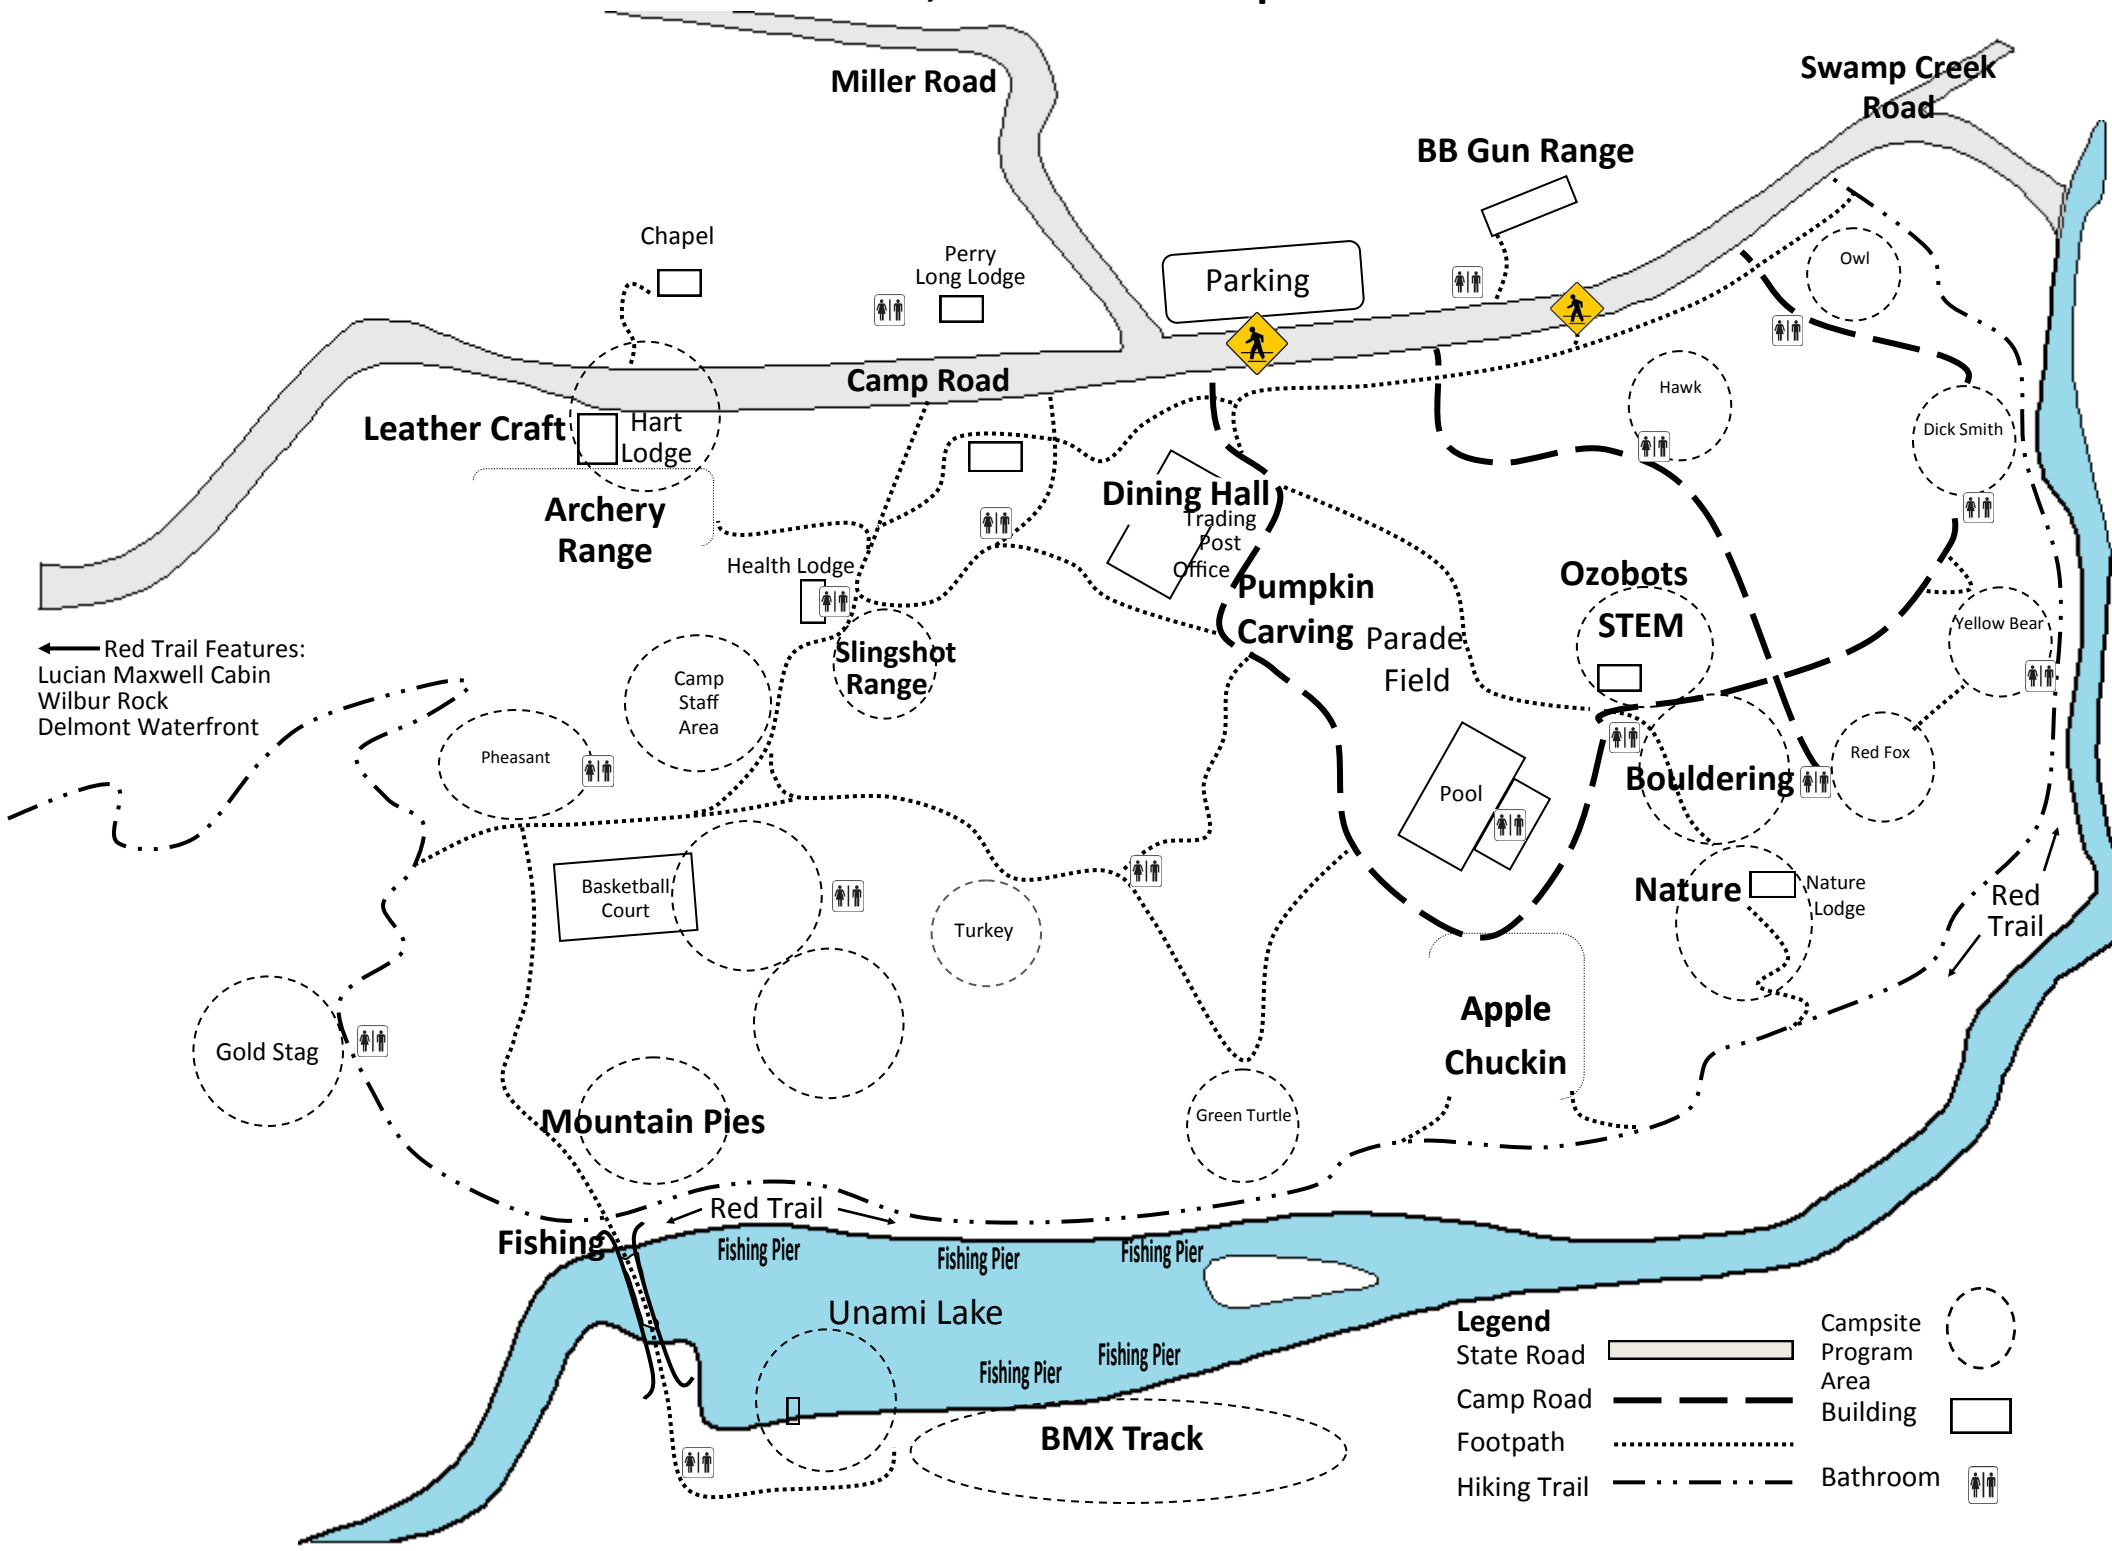 Miller Road
Swamp Creek
Road
BB Gun Range
Chapel
Perry
Long Lodge
Parking
Owl
Camp Road
Hawk
Leather Craft
Hart
Lodge
Dick Smith
Archery
Range
Dining Hall
Trading
Post
Office
Health Lodge
Pumpkin
Carving
Ozobots
STEM
Parade
Field
Yellow Bear
Red Trail Features:
Lucian Maxwell Cabin
Wilbur Rock
Delmont Waterfront
Slingshot
Range
Camp
Staff
Area
Pheasant
Red Fox
Bouldering
Pool
Basketball
Court
Turkey
Nature
Nature
Lodge
Red
Trail
Apple
Chuckin
Gold Stag
Mountain Pies
Green Turtle
Red Trail
Fishing
Fishing Pier
Fishing Pier
Fishing Pier
Unami Lake
Fishing Pier
Fishing Pier
BMX Track
Legend
State Road
Camp Road
Footpath
Hiking Trail
Campsite
Program
Area
Building
Bathroom